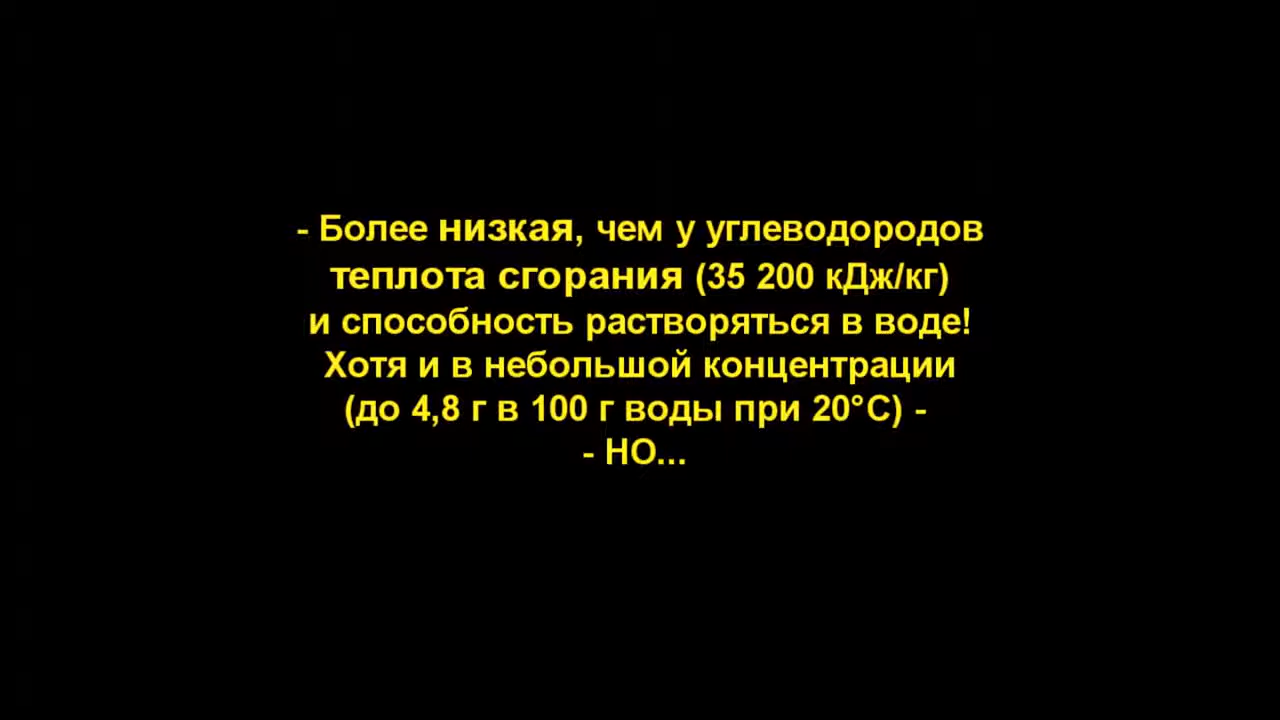 - Более низкая, чем у углеводородов
теплота сгорания (35 200 кДж/кг)
и способность растворяться в воде!
Хотя и в небольшой концентрации
(до 4,8 г в 100 г воды при 20°С) -
- НО...